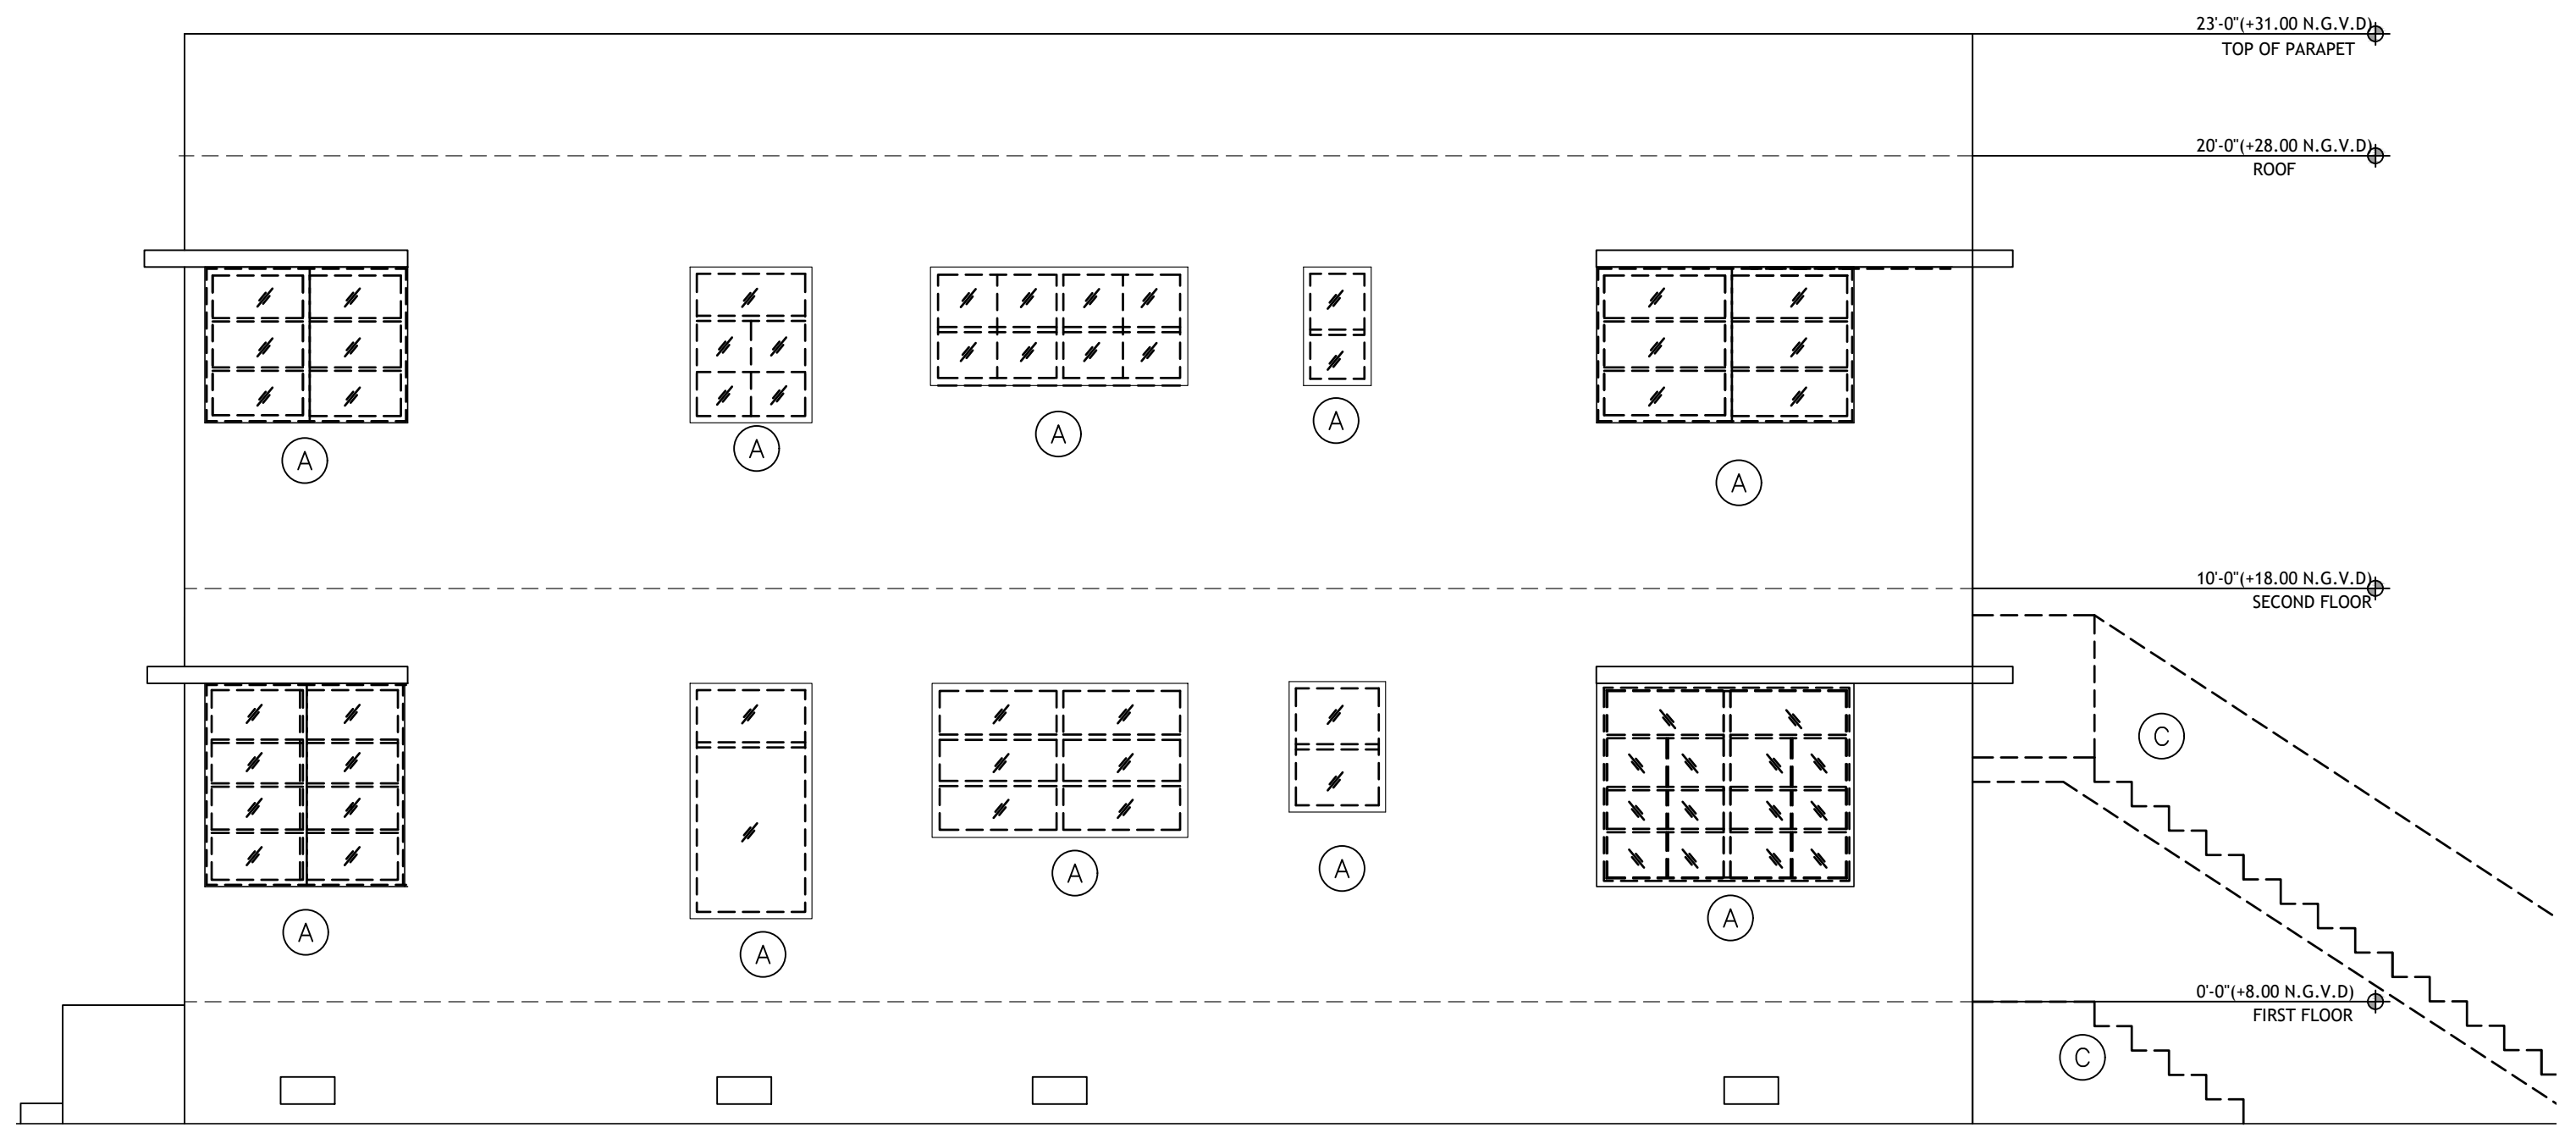 23'-0"(+31.00 N.G.V.D)
TOP OF PARAPET
20'-0"(+28.00 N.G.V.D)
ROOF
A
A
A
A
A
10'-0"(+18.00 N.G.V.D)
SECOND FLOOR
C
A
A
A
A
A
0'-0"(+8.00 N.G.V.D)
FIRST FLOOR
C